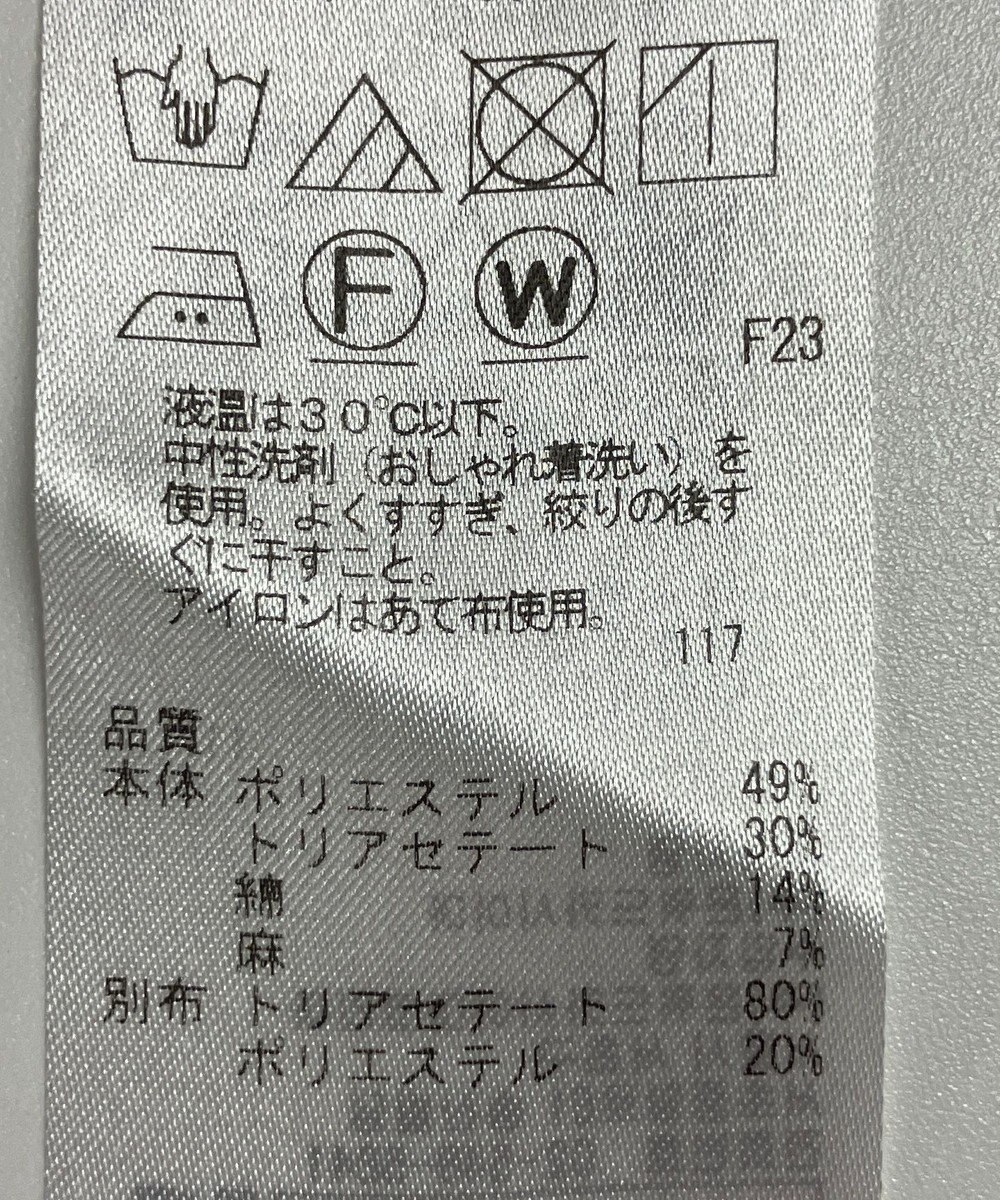 F
W
F23
液温は30℃以下。
中性洗剤（おしゃれ着洗い）を
使用。よくすすぎ、絞りの後す
ぐに干すこと。
アイロンはあて布使用。
117
品質
本体 ポリエステル 49%
トリアセテート 30%
綿 14%
麻 7%
別布 トリアセテート 80%
ポリエステル 20%